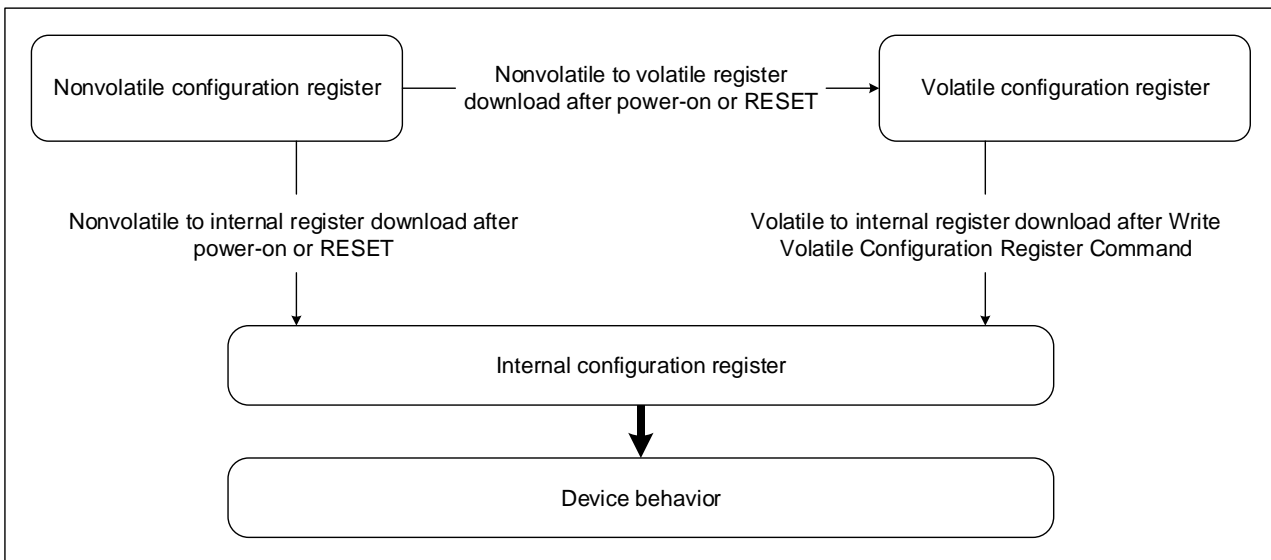 Nonvolatile configuration register
Nonvolatile to volatile register
download after power-on or RESET
Volatile configuration register
Nonvolatile to internal register download after
power-on or RESET
Volatile to internal register download after Write
Volatile Configuration Register Command
Internal configuration register
Device behavior